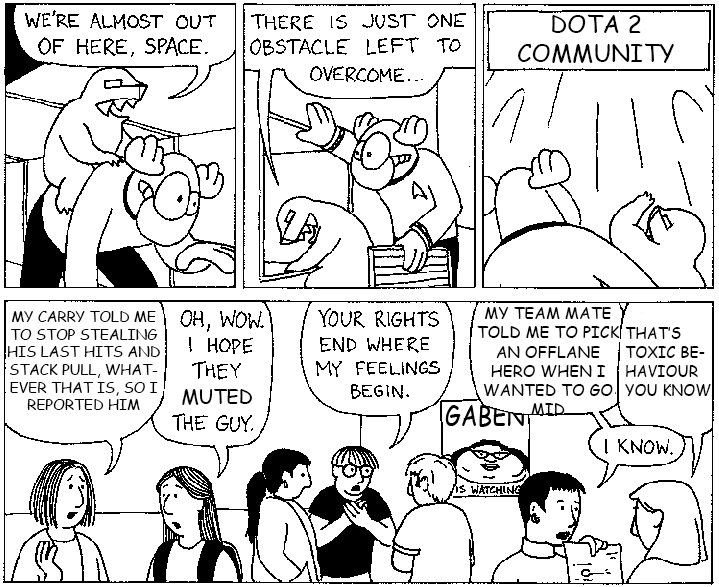 WE'RE ALMOST OUT
OF HERE, SPACE.
THERE IS JUST ONE
OBSTACLE LEFT TO
OVERCOME...
DOTA 2
COMMUNITY
MY CARRY TOLD ME
TO STOP STEALING
HIS LAST HITS AND
STACK PULL, WHAT-
EVER THAT IS, SO I
REPORTED HIM
OH, WOW.
I HOPE
THEY
MUTED
THE GUY.
YOUR RIGHTS
END WHERE
MY FEELINGS
BEGIN.
MY TEAM MATE
TOLD ME TO PICK
AN OFFLANE
HERO WHEN I
WANTED TO GO
MID
THAT'S
TOXIC BE-
HAVIOUR
YOU KNOW
I KNOW.
GABEN
IS WATCHING